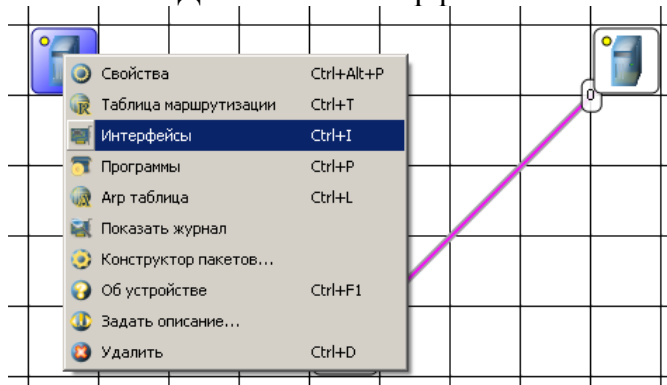 0
Свойства Ctrl+Alt+P
Таблица маршрутизации Ctrl+T
Интерфейсы Ctrl+I
Программы Ctrl+P
Arp таблица Ctrl+L
Показать журнал
Конструктор пакетов...
Об устройстве Ctrl+F1
Задать описание...
Удалить Ctrl+D